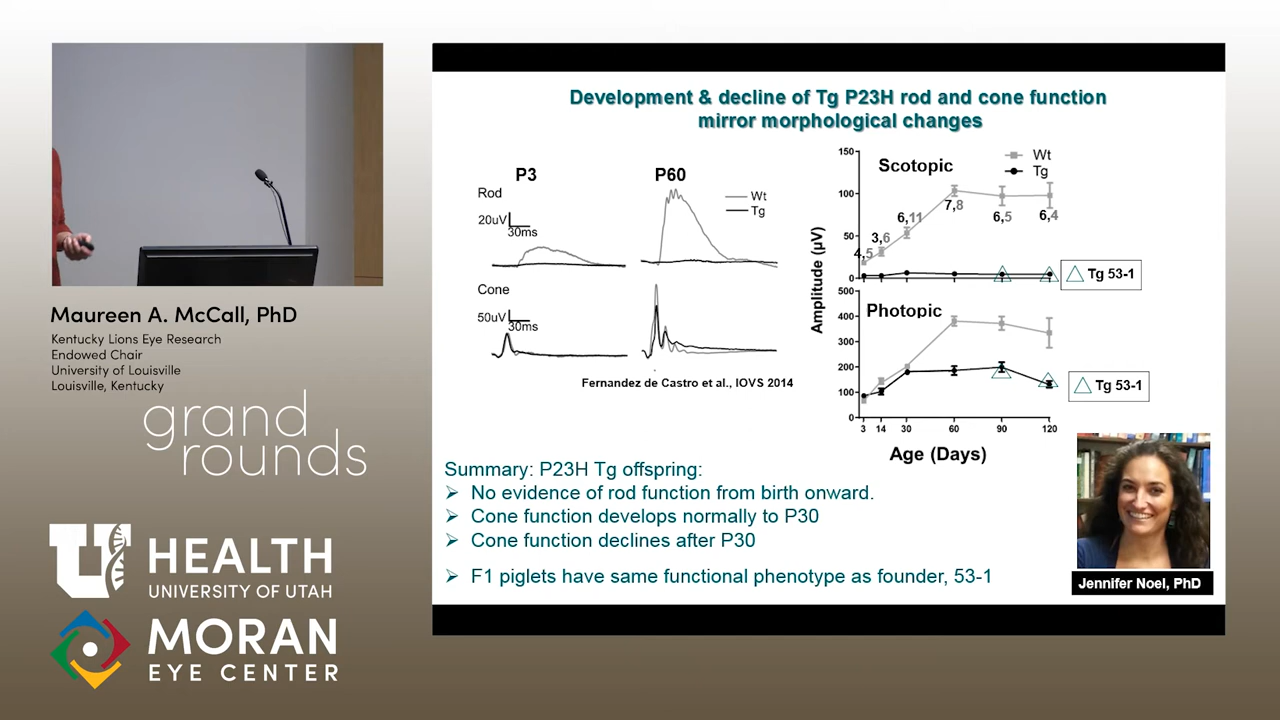 Development & decline of Tg P23H rod and cone function
mirror morphological changes
P3
P60
Rod
20uV
30ms
Wt
Tg
Cone
50uV
30ms
Fernandez de Castro et al., IOVS 2014
Amplitude (µV)
150
100
50
0
Scotopic
Wt
Tg
4,5
3,6
6,11
7,8
6,5
6,4
Tg 53-1
500
400
300
200
100
0
Photopic
Tg 53-1
3 14 30 60 90 120
Age (Days)
Summary: P23H Tg offspring:
➢ No evidence of rod function from birth onward.
➢ Cone function develops normally to P30
➢ Cone function declines after P30
➢ F1 piglets have same functional phenotype as founder, 53-1
Jennifer Noel, PhD
Maureen A. McCall, PhD
Kentucky Lions Eye Research
Endowed Chair
University of Louisville
Louisville, Kentucky
grand
rounds
U HEALTH
UNIVERSITY OF UTAH
MORAN
EYE CENTER